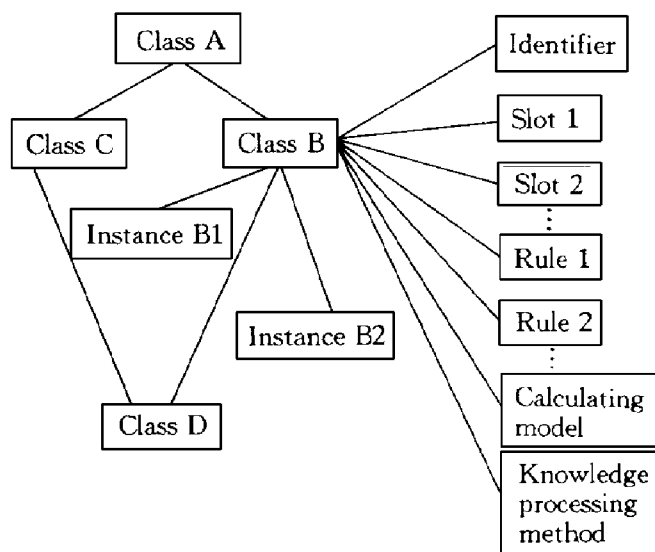 Class A
Identifier
Class C
Class B
Slot 1
Slot 2
Instance B1
Rule 1
Instance B2
Rule 2
Class D
Calculating
model
Knowledge
processing
method